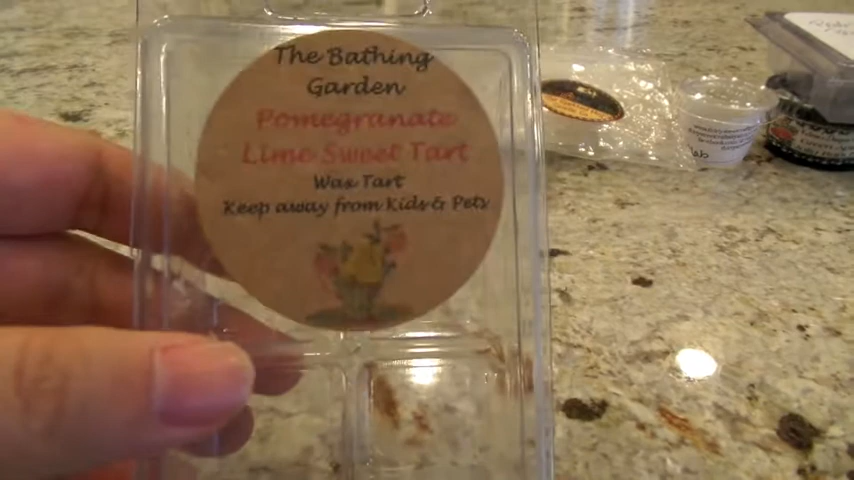 The Bathing
Garden
Pomegranate
Lime Sweet Tart
Wax Tart
Keep away from Kids & Pets